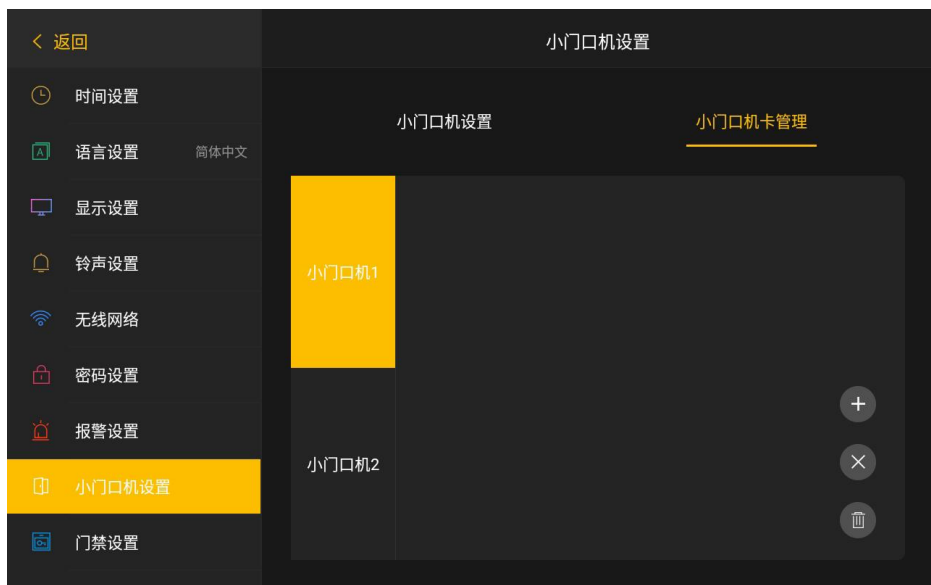 返回
小门口机设置
时间设置
语言设置 简体中文
显示设置
铃声设置
无线网络
密码设置
报警设置
小门口机设置
门禁设置
小门口机设置 小门口机卡管理
小门口机1
小门口机2